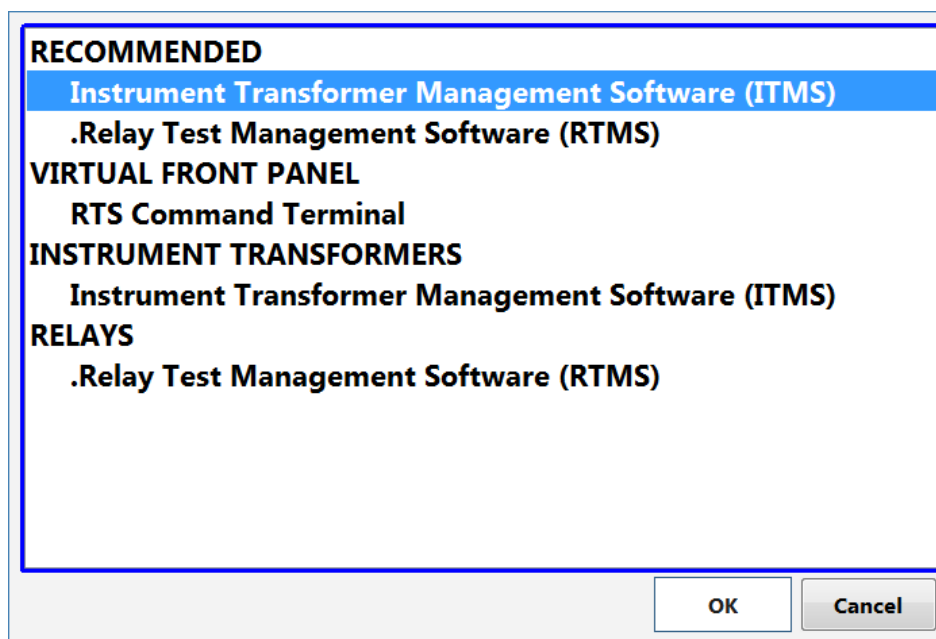 RECOMMENDED
Instrument Transformer Management Software (ITMS)
.Relay Test Management Software (RTMS)
VIRTUAL FRONT PANEL
RTS Command Terminal
INSTRUMENT TRANSFORMERS
Instrument Transformer Management Software (ITMS)
RELAYS
.Relay Test Management Software (RTMS)
OK Cancel